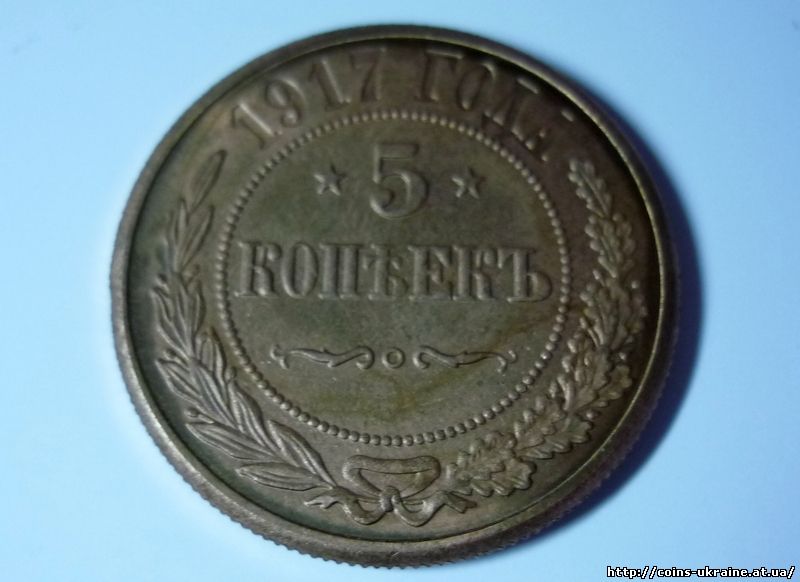 1917 ГОДА
5
КОПѢЕКЪ
http://coins-ukraine.at.ua/